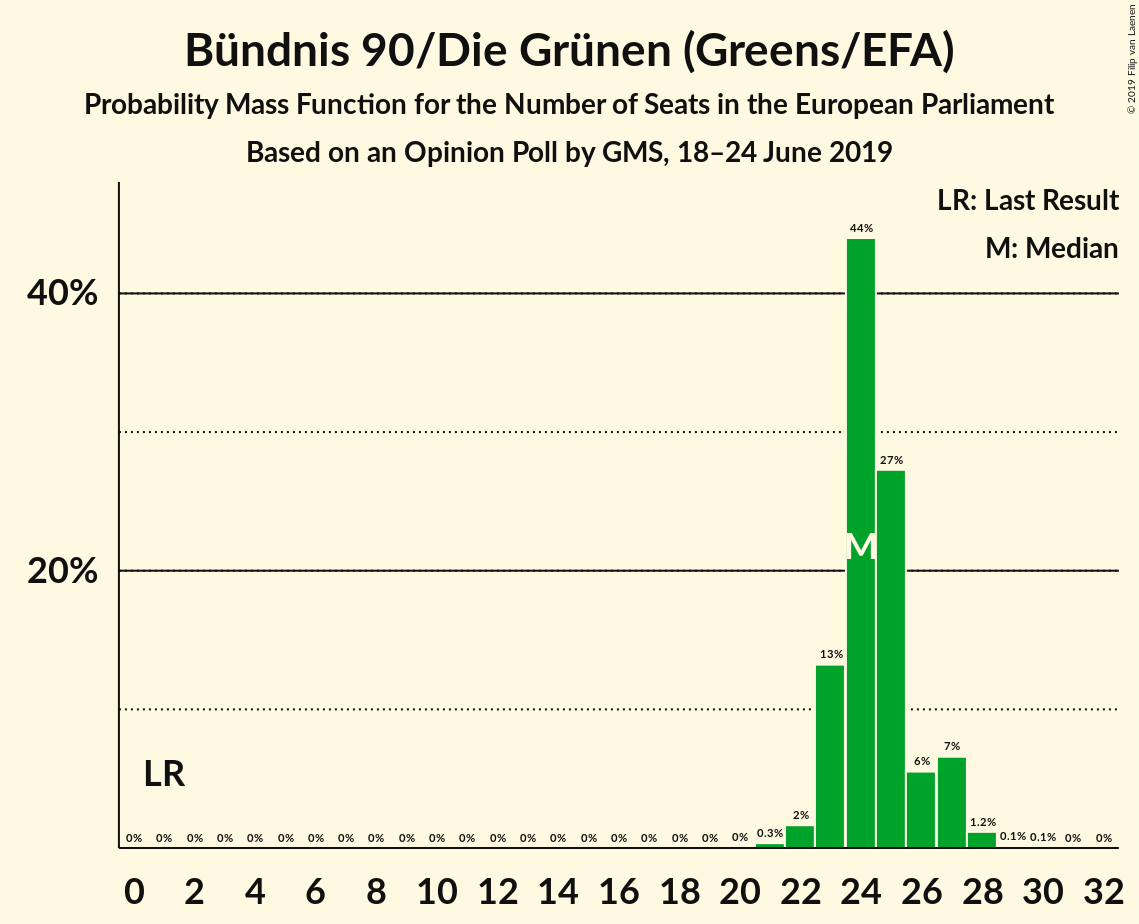 Bündnis 90/Die Grünen (Greens/EFA)
Probability Mass Function for the Number of Seats in the European Parliament
Based on an Opinion Poll by GMS, 18–24 June 2019
© 2019 Filip van Laenen
LR: Last Result
M: Median
40%
20%
44%
27%
13%
7%
6%
2%
1.2%
0.3%
0.1% 0.1% 0% 0%
M
LR
0% 0% 0% 0% 0% 0% 0% 0% 0% 0% 0% 0% 0% 0% 0% 0% 0% 0% 0% 0% 0%
0 2 4 6 8 10 12 14 16 18 20 22 24 26 28 30 32